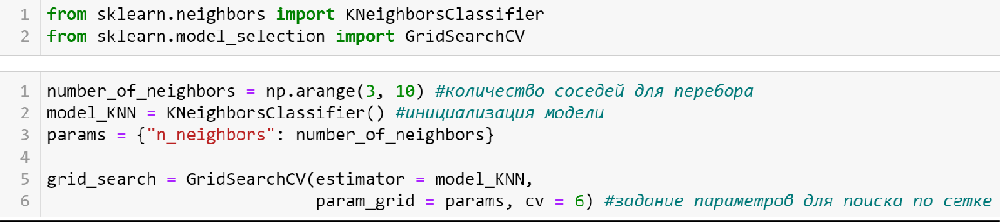 1 from sklearn.neighbors import KNeighborsClassifier
2 from sklearn.model_selection import GridSearchCV
1 number_of_neighbors = np.arange(3, 10) #количество соседей для перебора
2 model_KNN = KNeighborsClassifier() #инициализация модели
3 params = {"n_neighbors": number_of_neighbors}
4
5 grid_search = GridSearchCV(estimator = model_KNN,
6 param_grid = params, cv = 6) #задание параметров для поиска по сетке